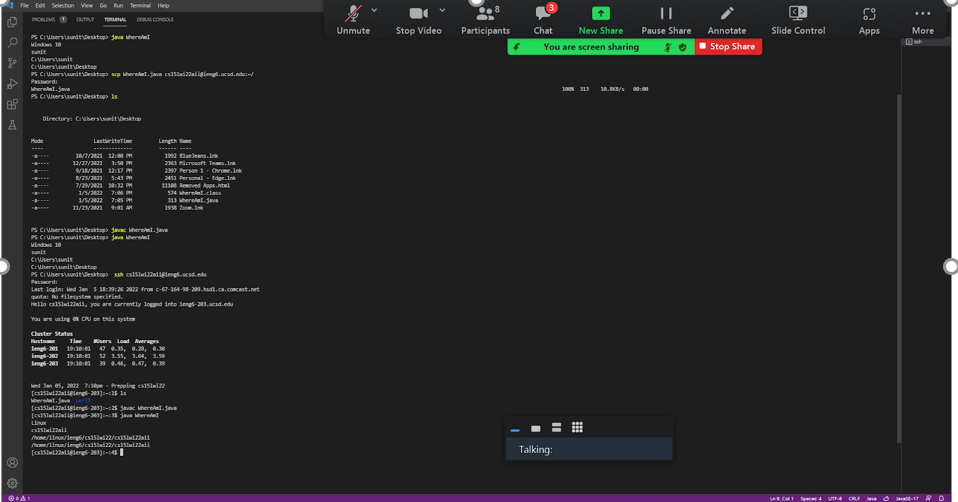 File Edit Selection View Go Run Terminal Help
PROBLEMS 1 OUTPUT TERMINAL DEBUG CONSOLE
Unmute
Stop Video
8
Participants
3
Chat
New Share
Pause Share
Annotate
Slide Control
Apps
More
You are screen sharing
Stop Share
ssh
PS C:\Users\sunit\Desktop> java WhereAmI
Windows 10
sunit
C:\Users\sunit
C:\Users\sunit\Desktop
PS C:\Users\sunit\Desktop> scp WhereAmI.java cs15lwi22aii@ieng6.ucsd.edu:~/
Password:
WhereAmI.java 100% 313 10.8KB/s 00:00
PS C:\Users\sunit\Desktop> ls
Directory: C:\Users\sunit\Desktop
Mode LastWriteTime Length Name
---- ------------- ------ ----
-a---- 10/7/2021 12:00 PM 1992 BlueJeans.lnk
-a---- 12/27/2021 3:50 PM 2363 Microsoft Teams.lnk
-a---- 9/18/2021 12:17 PM 2397 Person 1 - Chrome.lnk
-a---- 8/23/2021 5:43 PM 2451 Personal - Edge.lnk
-a---- 7/29/2021 10:32 PM 11108 Removed Apps.html
-a---- 1/5/2022 7:06 PM 574 WhereAmI.class
-a---- 1/5/2022 7:05 PM 313 WhereAmI.java
-a---- 11/23/2021 9:01 AM 1938 Zoom.lnk
PS C:\Users\sunit\Desktop> javac WhereAmI.java
PS C:\Users\sunit\Desktop> java WhereAmI
Windows 10
sunit
C:\Users\sunit
C:\Users\sunit\Desktop
PS C:\Users\sunit\Desktop> ssh cs15lwi22aii@ieng6.ucsd.edu
Password:
Last login: Wed Jan 5 18:39:26 2022 from c-67-164-98-209.hsd1.ca.comcast.net
quota: No filesystem specified.
Hello cs15lwi22aii, you are currently logged into ieng6-203.ucsd.edu
You are using 0% CPU on this system
Cluster Status
Hostname Time #Users Load Averages
ieng6-201 19:10:01 47 0.35, 0.28, 0.30
ieng6-202 19:10:01 52 3.55, 3.64, 3.59
ieng6-203 19:10:01 39 0.46, 0.47, 0.39
Wed Jan 05, 2022 7:10pm - Prepping cs15lwi22
[cs15lwi22aii@ieng6-203]:~:1$ ls
WhereAmI.java perl5
[cs15lwi22aii@ieng6-203]:~:2$ javac WhereAmI.java
[cs15lwi22aii@ieng6-203]:~:3$ java WhereAmI
Linux
cs15lwi22aii
/home/linux/ieng6/cs15lwi22/cs15lwi22aii
/home/linux/ieng6/cs15lwi22/cs15lwi22aii
[cs15lwi22aii@ieng6-203]:~:4$
Talking:
0 1 Ln 9, Col 1 Spaces: 4 UTF-8 CRLF Java JavaSE-17